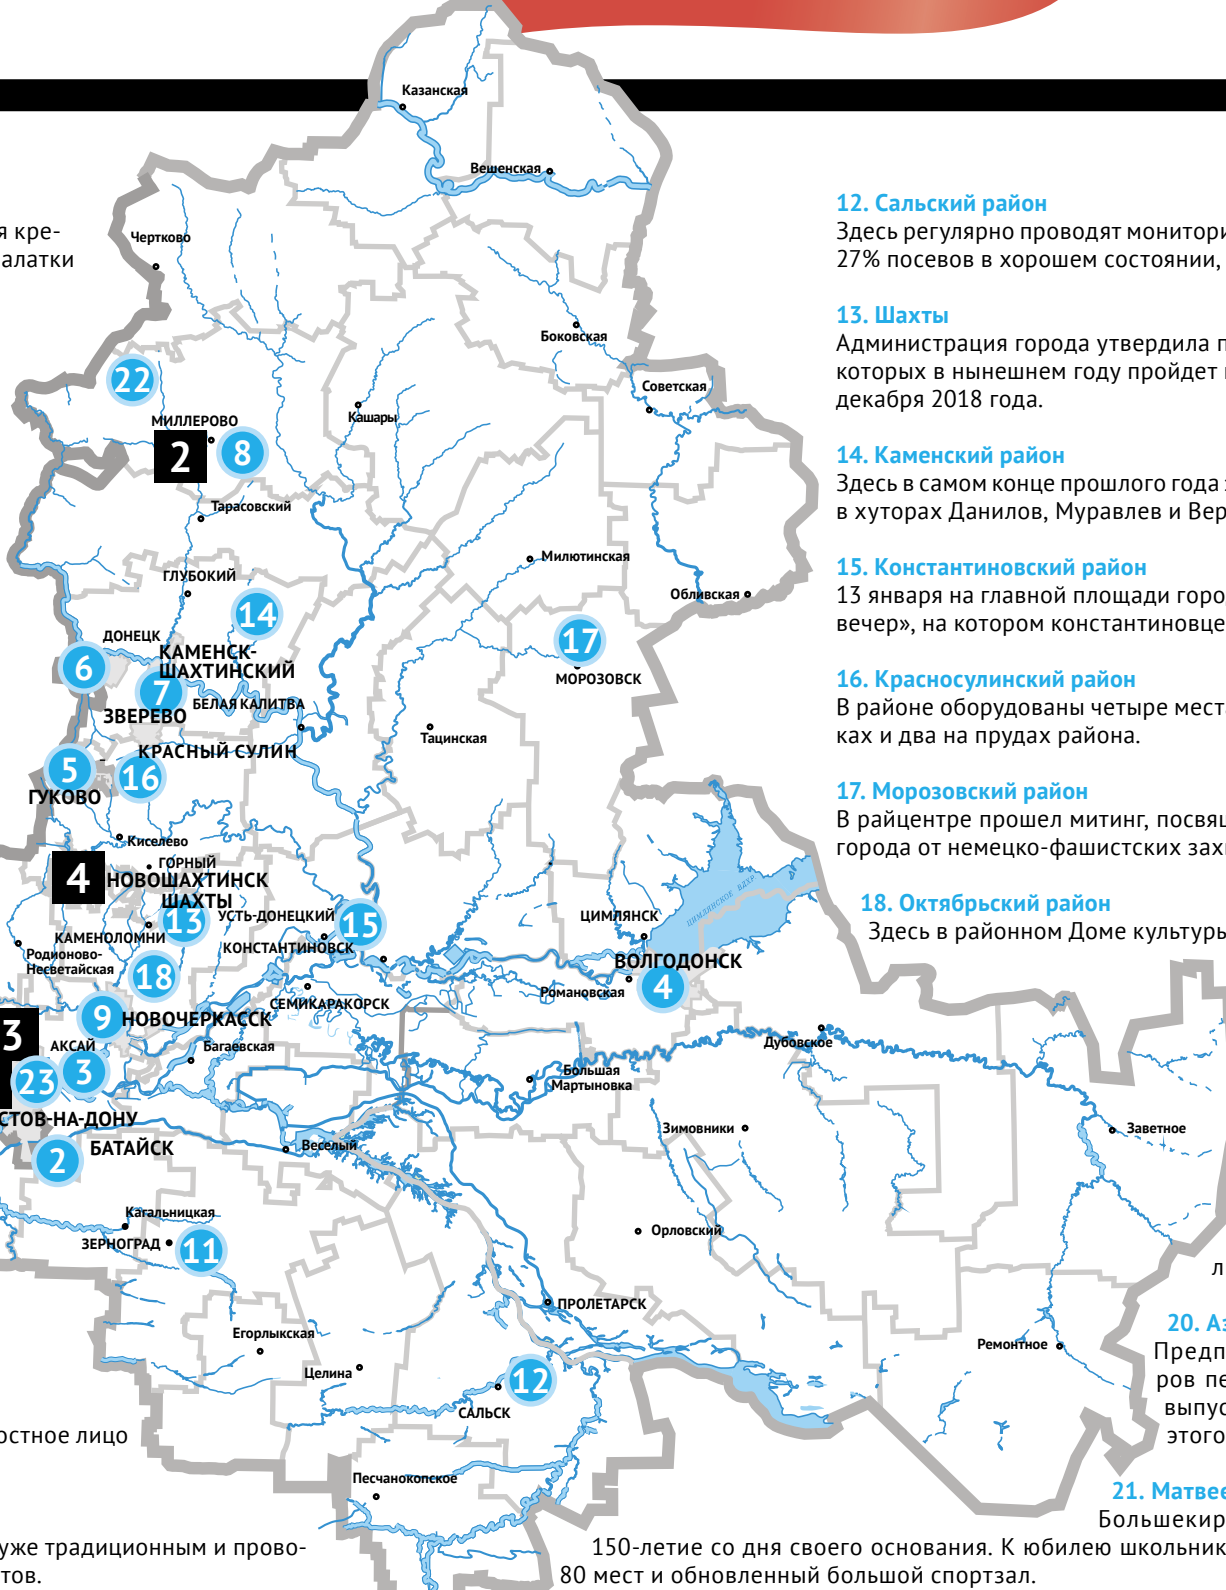 я кре-
алатки
Казанская
Вешенская
Чертково
Боковская
Советская
22
Кашары
МИЛЛЕРОВО
2
8
Тарасовский
Милютинская
Обливская
ГЛУБОКИЙ
14
17
МОРОЗОВСК
ДОНЕЦК
6
КАМЕНСК-
ШАХТИНСКИЙ
7
БЕЛАЯ КАЛИТВА
ЗВЕРЕВО
Тацинская
КРАСНЫЙ СУЛИН
5
16
ГУКОВО
Киселево
ГОРНЫЙ
4
НОВОШАХТИНСК
ШАХТЫ
13
УСТЬ-ДОНЕЦКИЙ
15
КАМЕНОЛОМНИ
КОНСТАНТИНОВСК
Родионово-
Несветайская
18
ЦИМЛЯНСКОЕ ВДХР.
ЦИМЛЯНСК
ВОЛГОДОНСК
Романовская
4
СЕМИКАРАКОРСК
9
НОВОЧЕРКАССК
3
АКСАЙ
Багаевская
23
3
СТОВ-НА-ДОНУ
2
БАТАЙСК
Веселый
Дубовское
Большая
Мартыновка
Зимовники
Заветное
Кагальницкая
ЗЕРНОГРАД
11
Орловский
ПРОЛЕТАРСК
Егорлыкская
Целина
12
САЛЬСК
Ремонтное
Песчанокопское
остное лицо
уже традиционным и прово-
тов.
12. Сальский район
Здесь регулярно проводят монитори
27% посевов в хорошем состоянии,
13. Шахты
Администрация города утвердила п
которых в нынешнем году пройдет
декабря 2018 года.
14. Каменский район
Здесь в самом конце прошлого года
в хуторах Данилов, Муравлев и Вер
15. Константиновский район
13 января на главной площади горо
вечер», на котором константиновце
16. Красносулинский район
В районе оборудованы четыре места
ках и два на прудах района.
17. Морозовский район
В райцентре прошел митинг, посвящ
города от немецко-фашистских захв
18. Октябрьский район
Здесь в районном Доме культуры
л
20. Аз
Предп
ров пе
выпус
этого
21. Матвее
Большекир
150-летие со дня своего основания. К юбилею школьник
80 мест и обновленный большой спортзал.